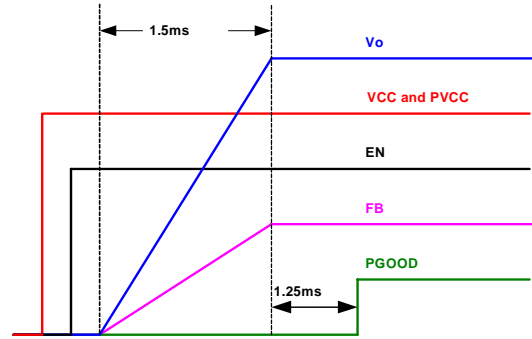 1.5ms
Vo
VCC and PVCC
EN
FB
PGOOD
1.25ms